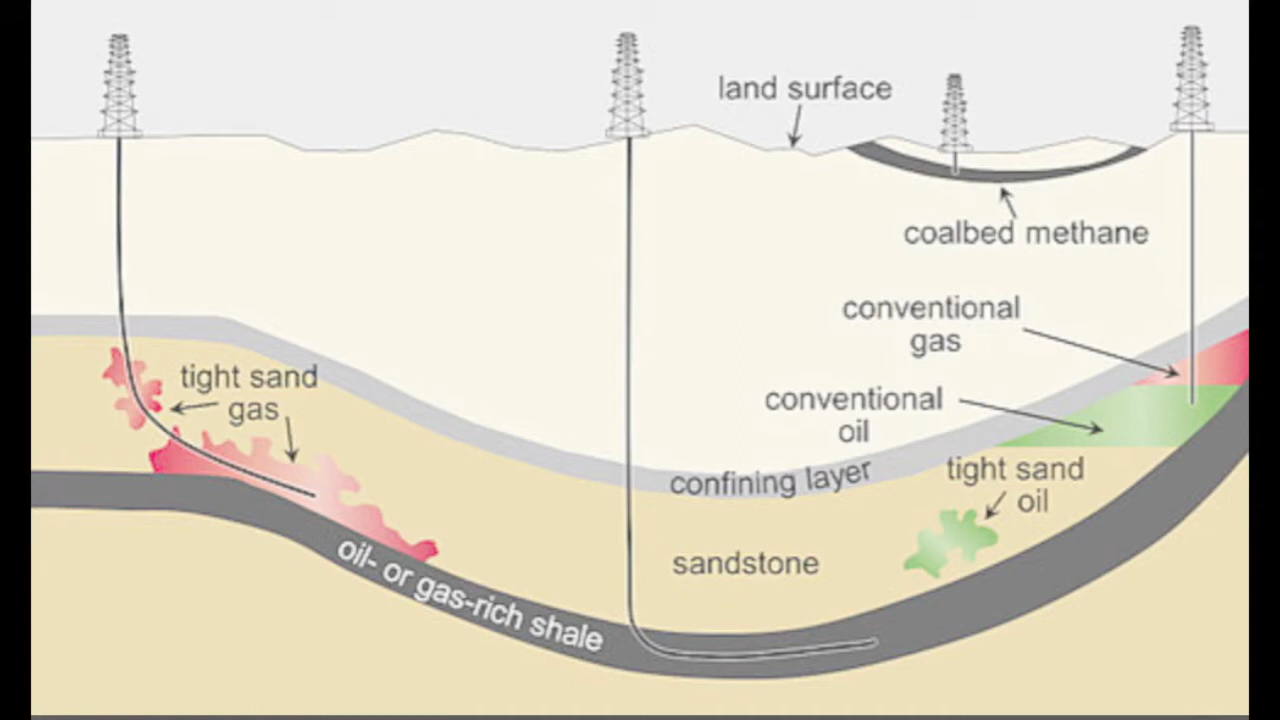 land surface
coalbed methane
conventional
gas
tight sand
gas
conventional
oil
confining layer
tight sand
oil
sandstone
oil- or gas-rich shale